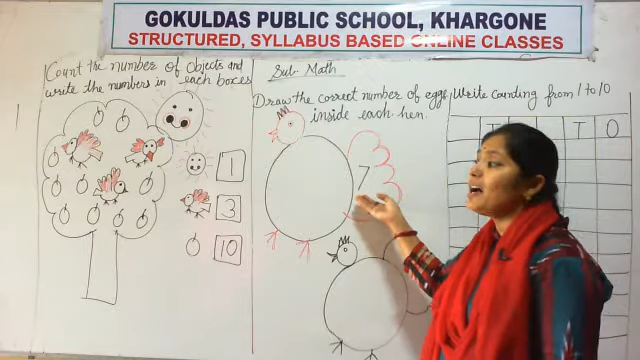 GOKULDAS PUBLIC SCHOOL, KHARGONE
STRUCTURED, SYLLABUS BASED ONLINE CLASSES
Count the number of objects and
write the numbers in each boxes
1
3
10
Sub- Math
Draw the correct number of eggs
inside each hen.
7
Write counting from 1 to 10
T
T O